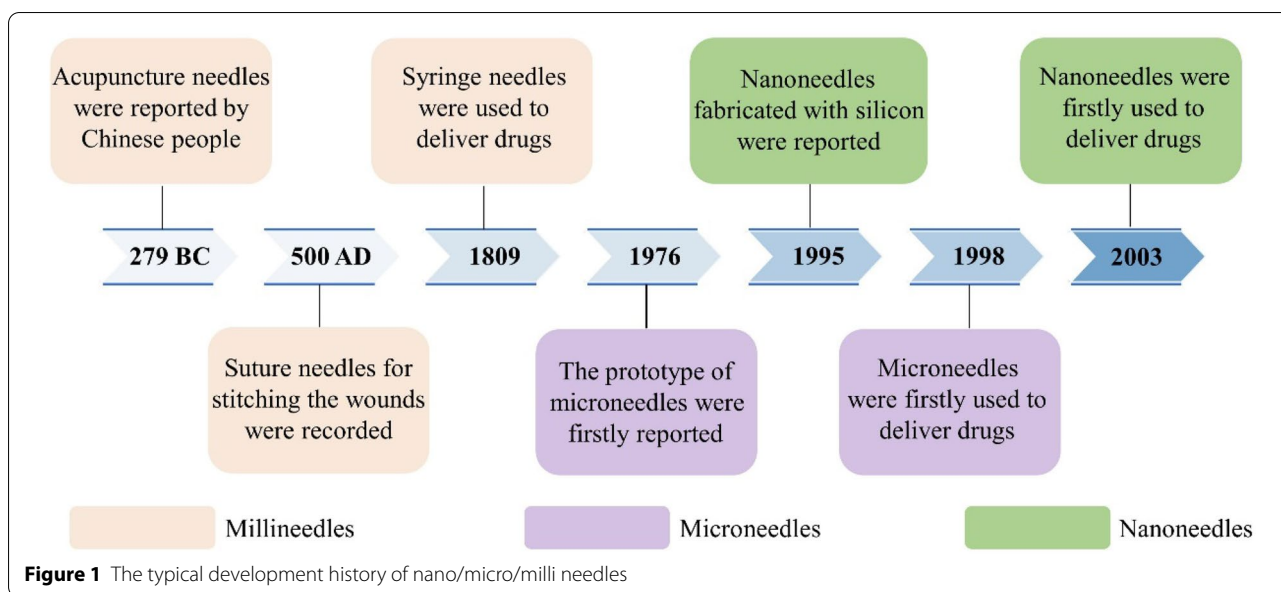 Acupuncture needles
were reported by
Chinese people
Syringe needles
were used to
deliver drugs
Nanoneedles
fabricated with silicon
were reported
Nanoneedles were
firstly used to
deliver drugs
279 BC
500 AD
1809
1976
1995
1998
2003
Suture needles for
stitching the wounds
were recorded
The prototype of
microneedles were
firstly reported
Microneedles
were firstly used to
deliver drugs
Millineedles
Microneedles
Nanoneedles
Figure 1 The typical development history of nano/micro/milli needles